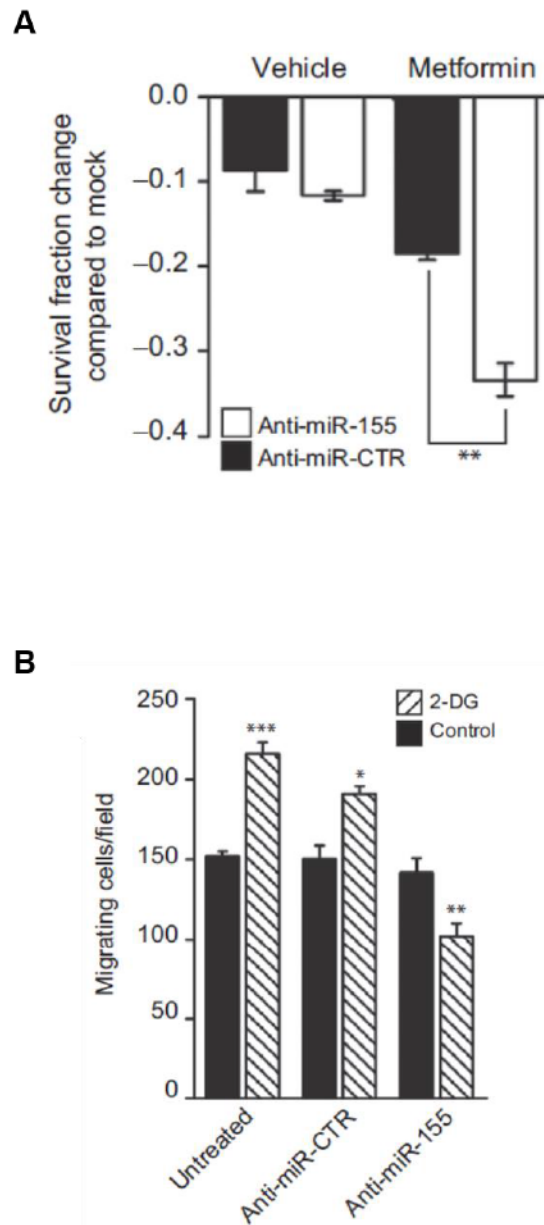 A
Vehicle Metformin
Survival fraction change
compared to mock
0.0
–0.1
–0.2
–0.3
–0.4
Anti-miR-155
Anti-miR-CTR
**
B
Migrating cells/field
250
200
150
100
50
0
2-DG
Control
***
*
**
Untreated
Anti-miR-CTR
Anti-miR-155